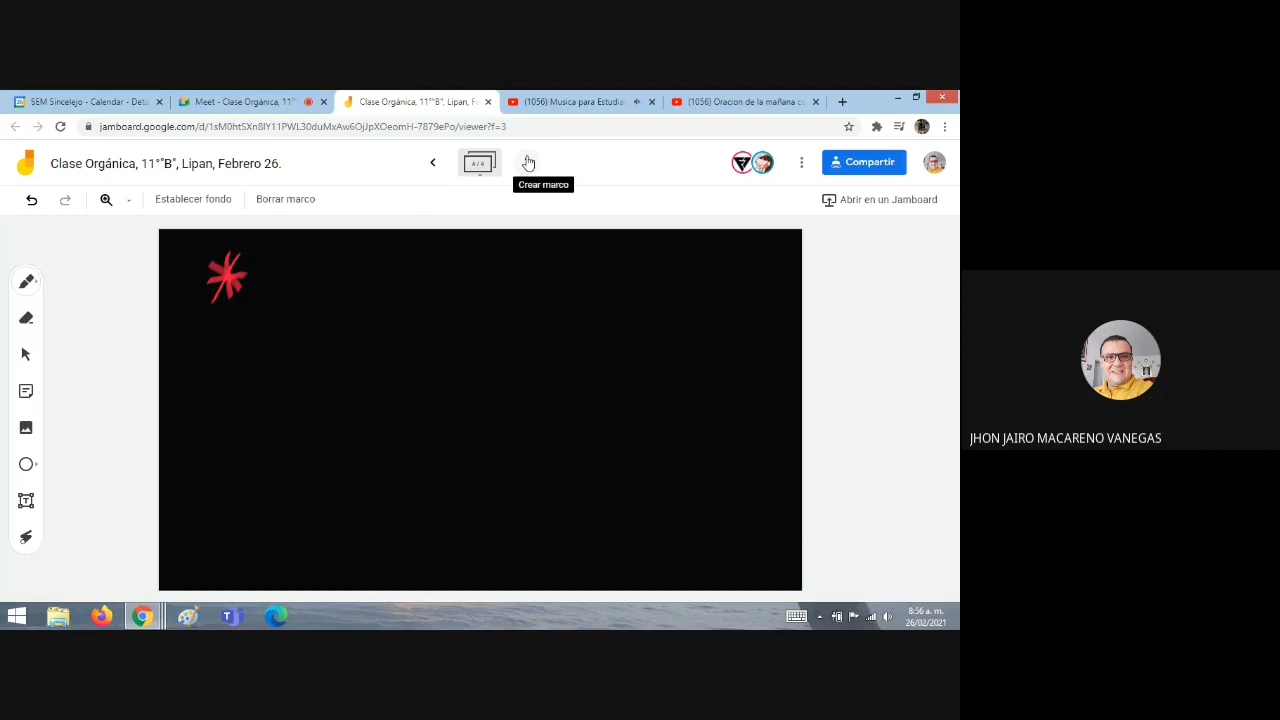 SEM Sincelejo - Calendar - Deta
Meet - Clase Orgánica, 11°"
Clase Orgánica, 11°"B", Lipan, Fe
(1056) Musica para Estudia
(1056) Oracion de la mañana co
jamboard.google.com/d/1sM0htSXn8IY11PWL30duMxAw6OjJpXOeomH-7879ePo/viewer?f=3
Clase Orgánica, 11°"B", Lipan, Febrero 26.
4/4
Compartir
Crear marco
Establecer fondo
Borrar marco
Abrir en un Jamboard
JHON JAIRO MACARENO VANEGAS
8:56 a. m.
26/02/2021